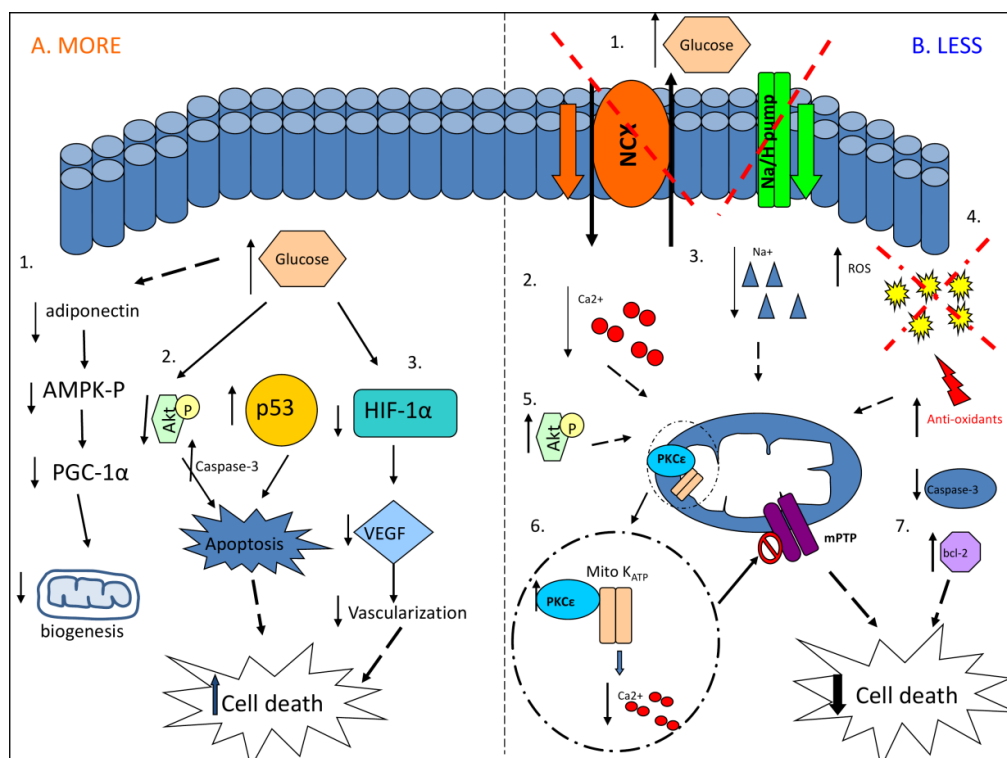 A. MORE
1.
Glucose
B. LESS
NCX
Na/H pump
1.
Glucose
adiponectin
AMPK-P
PGC-1α
biogenesis
2.
Akt
P
p53
Caspase-3
Apoptosis
3.
HIF-1α
VEGF
Vascularization
Cell death
2.
Ca2+
3.
Na+
ROS
4.
Anti-oxidants
5.
Akt
P
PKCε
mPTP
Caspase-3
7.
bcl-2
6.
Mito KATP
PKCε
Ca2+
Cell death